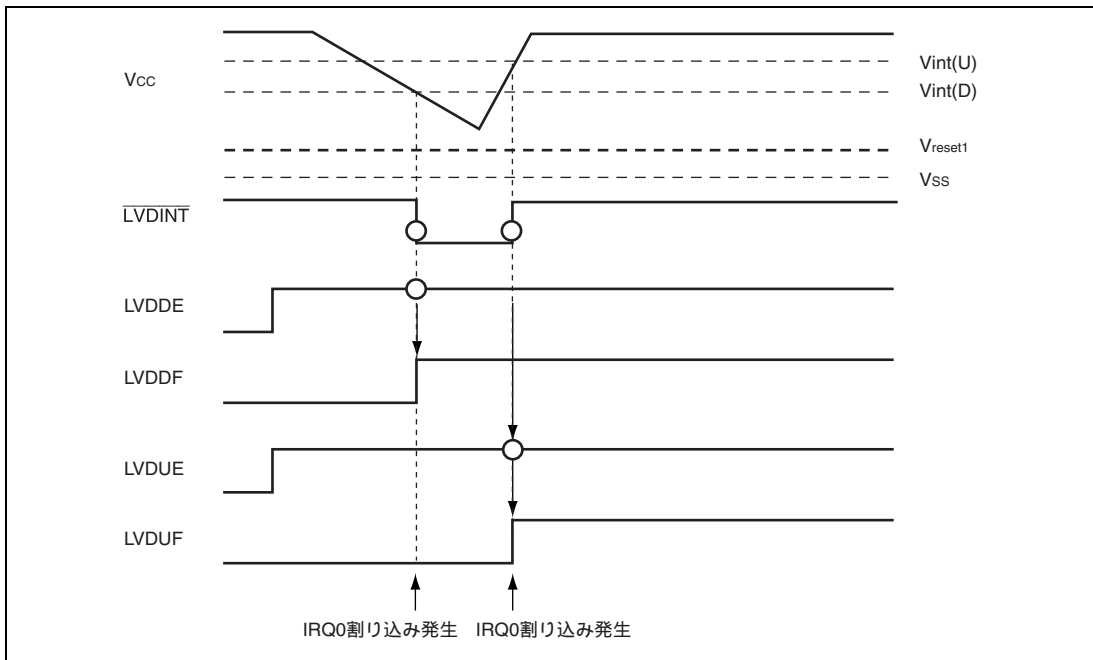 Vcc
Vint(U)
Vint(D)
Vreset1
VSS
LVDINT
LVDDE
LVDDF
LVDUE
LVDUF
IRQ0割り込み発生 IRQ0割り込み発生